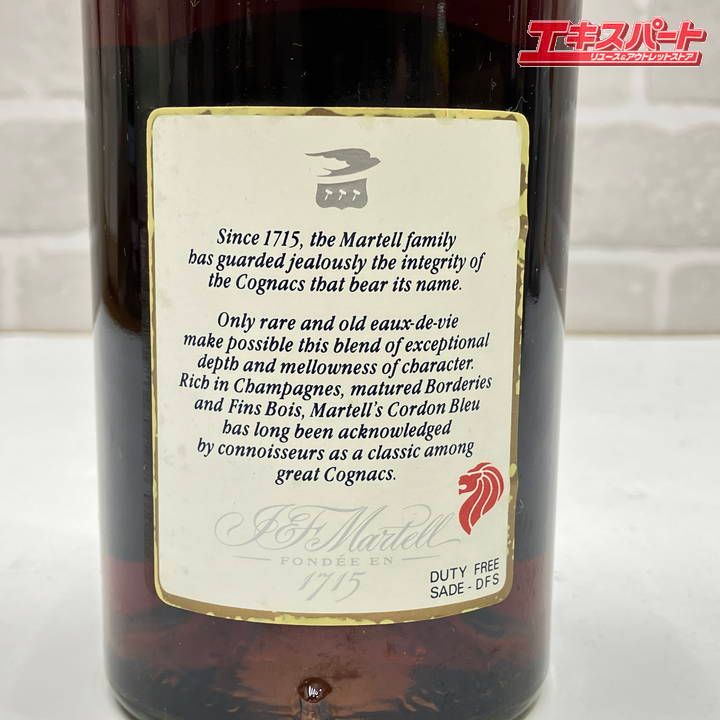 エキスパート
リユース&アウトレットストア
Since 1715, the Martell family
has guarded jealously the integrity of
the Cognacs that bear its name.
Only rare and old eaux-de-vie
make possible this blend of exceptional
depth and mellowness of character.
Rich in Champagnes, matured Borderies
and Fins Bois, Martell's Cordon Bleu
has long been acknowledged
by connoisseurs as a classic among
great Cognacs.
J&F Martell
FONDÉE EN
1715
DUTY FREE
SADE - DFS